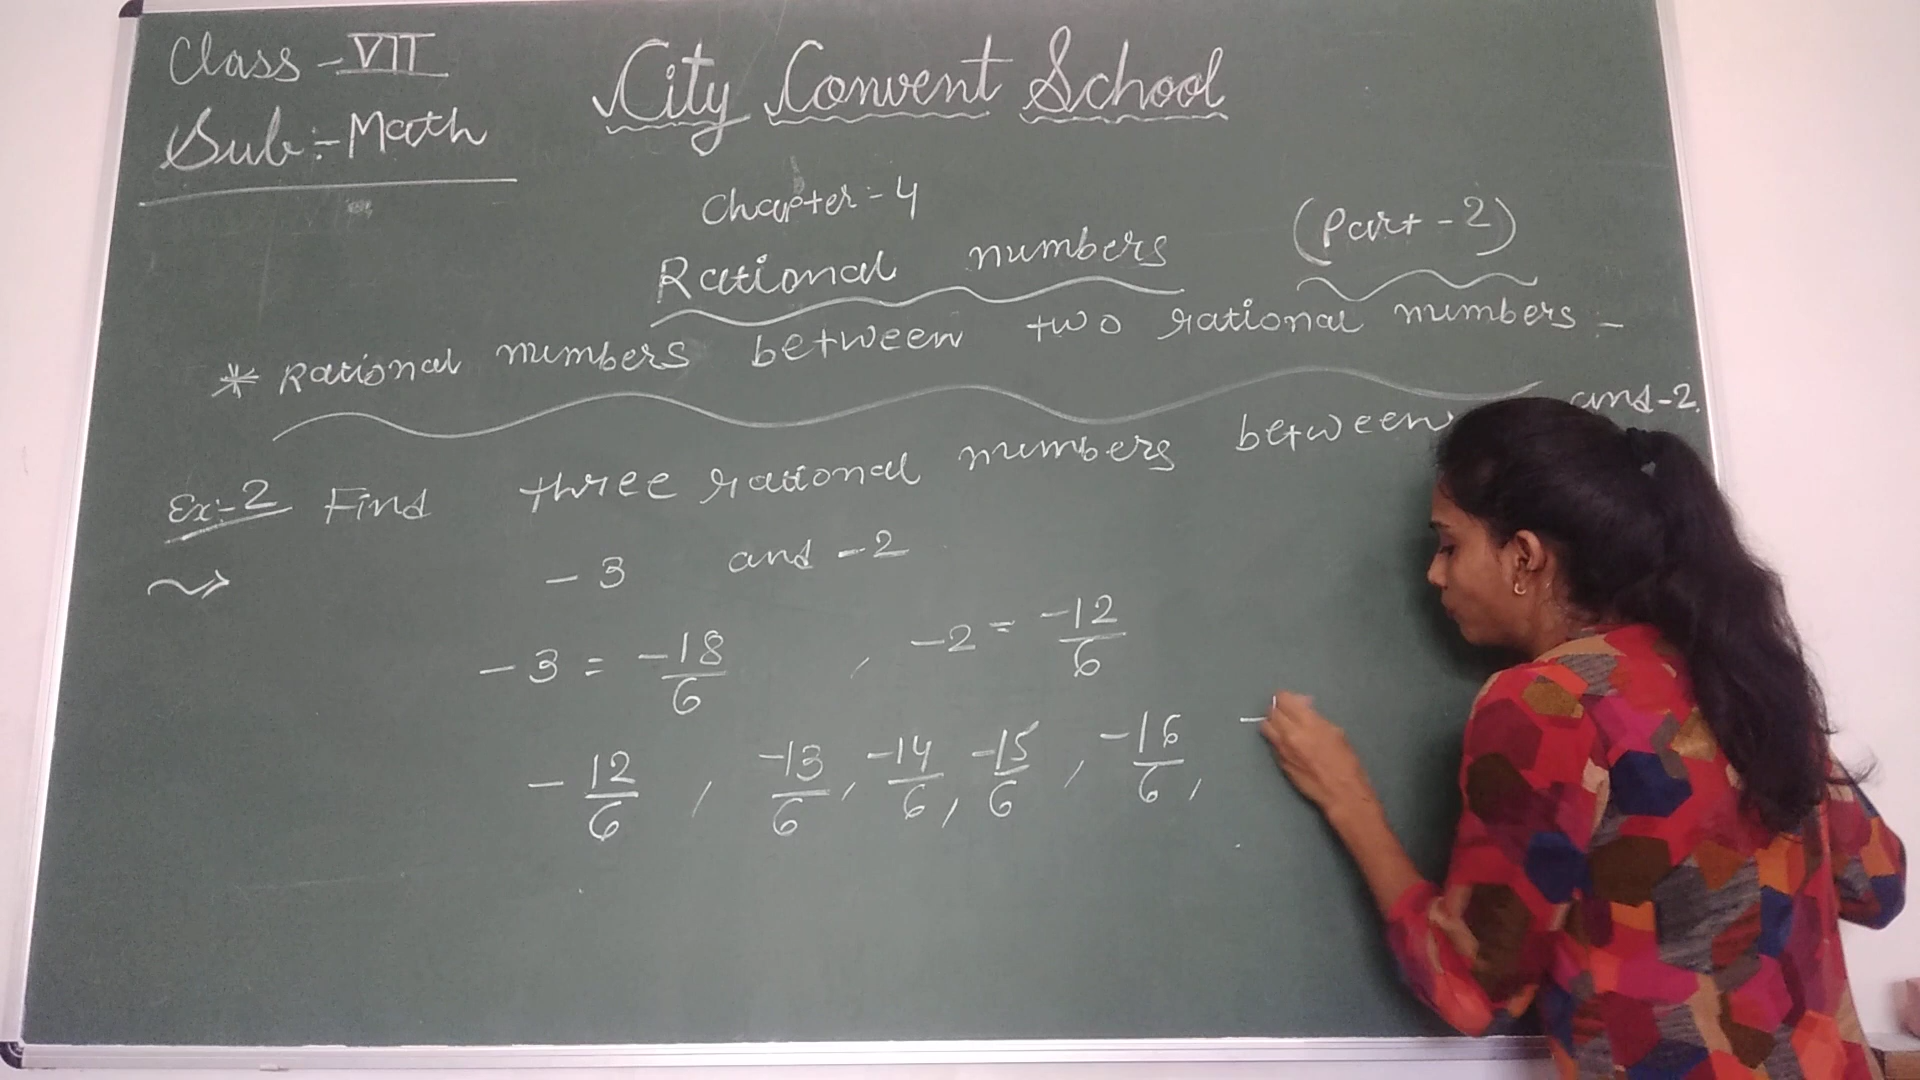 Class - VII
Sub :- Math
City Convent School
Chapter - 4
Rational numbers (Part - 2)
* Rational numbers between two rational numbers -
Ex:- 2 Find three rational numbers between and -2.
- 3 and - 2
- 3 = -18/6 , -2 = -12/6
- 12/6 , -13/6 , -14/6 , -15/6 , -16/6 ,